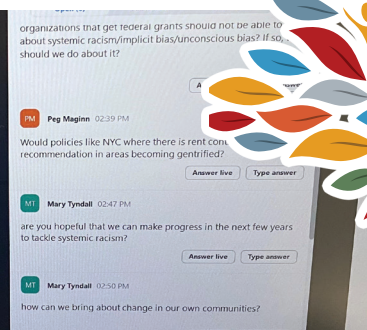 organizations that get federal grants should not be able to
about systemic racism/implicit bias/unconscious bias? If so,
should we do about it?
PM Peg Maginn 02:39 PM
Would policies like NYC where there is rent
recommendation in areas becoming gentrified?
Answer live Type answer
MT Mary Tyndall 02:47 PM
are you hopeful that we can make progress in the next few years
to tackle systemic racism?
Answer live Type answer
MT Mary Tyndall 02:50 PM
how can we bring about change in our own communities?